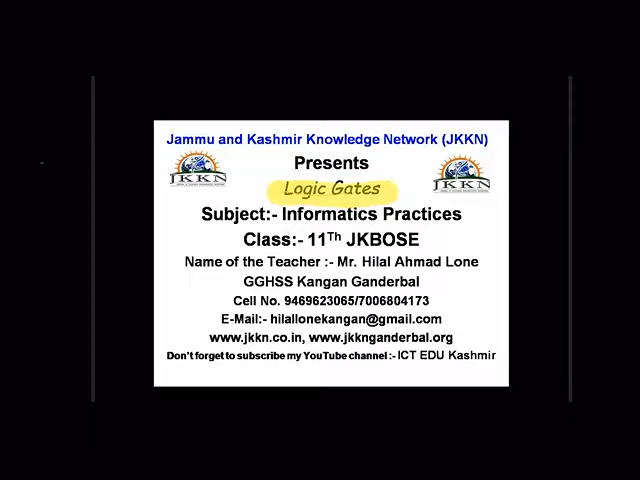 Jammu and Kashmir Knowledge Network (JKKN)
Presents
JKKN
Logic Gates
JKKN
Subject:- Informatics Practices
Class:- 11Th JKBOSE
Name of the Teacher :- Mr. Hilal Ahmad Lone
GGHSS Kangan Ganderbal
Cell No. 9469623065/7006804173
E-Mail:- hilallonekangan@gmail.com
www.jkkn.co.in, www.jkknganderbal.org
Don't forget to subscribe my YouTube channel :- ICT EDU Kashmir